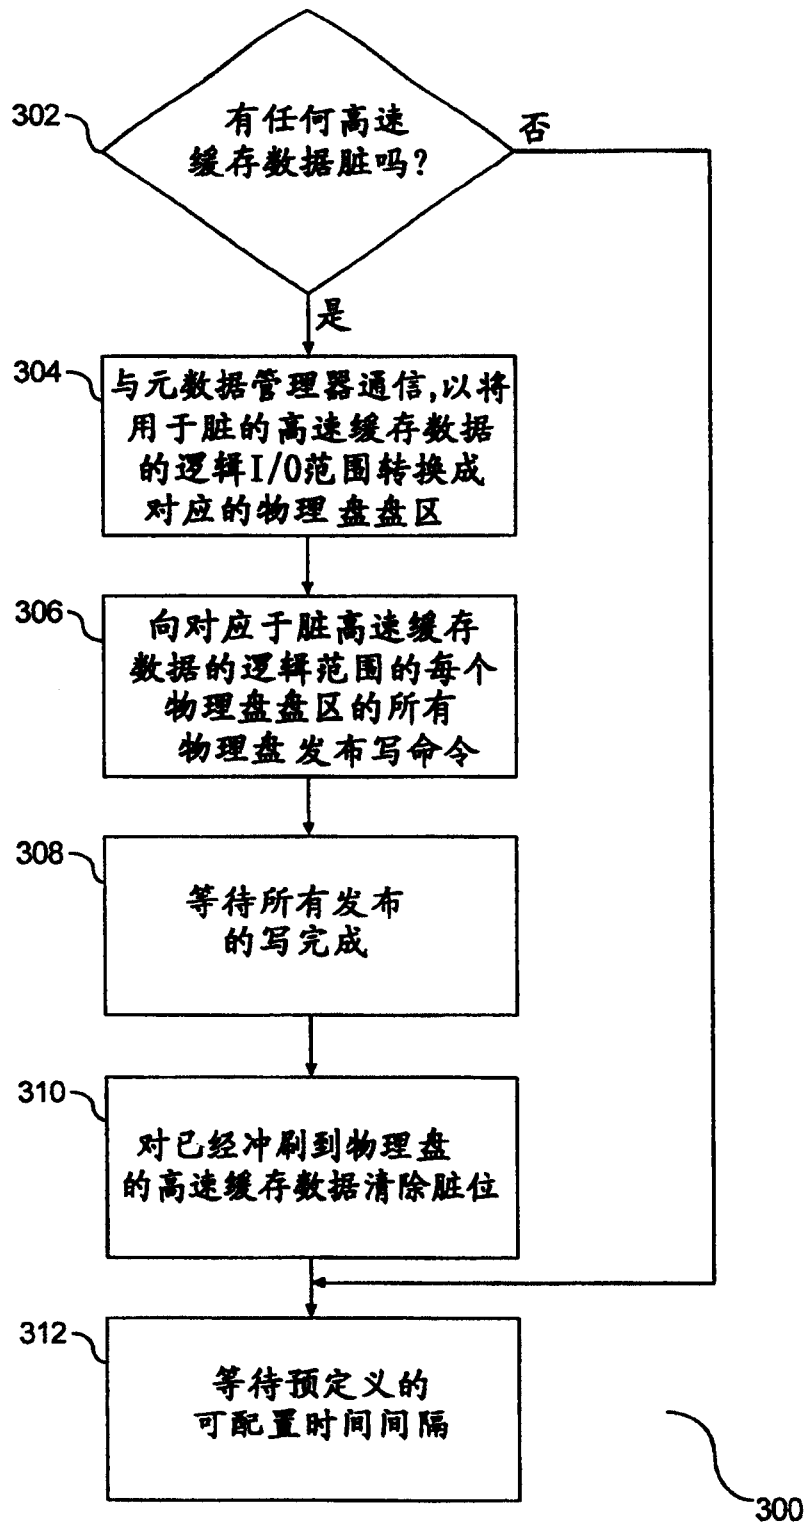 302
有任何高速
缓存数据脏吗?
否
是
304
与元数据管理器通信,以将
用于脏的高速缓存数据
的逻辑I/O范围转换成
对应的物理盘盘区
306
向对应于脏高速缓存
数据的逻辑范围的每个
物理盘盘区的所有
物理盘发布写命令
308
等待所有发布
的写完成
310
对已经冲刷到物理盘
的高速缓存数据清除脏位
312
等待预定义的
可配置时间间隔
300